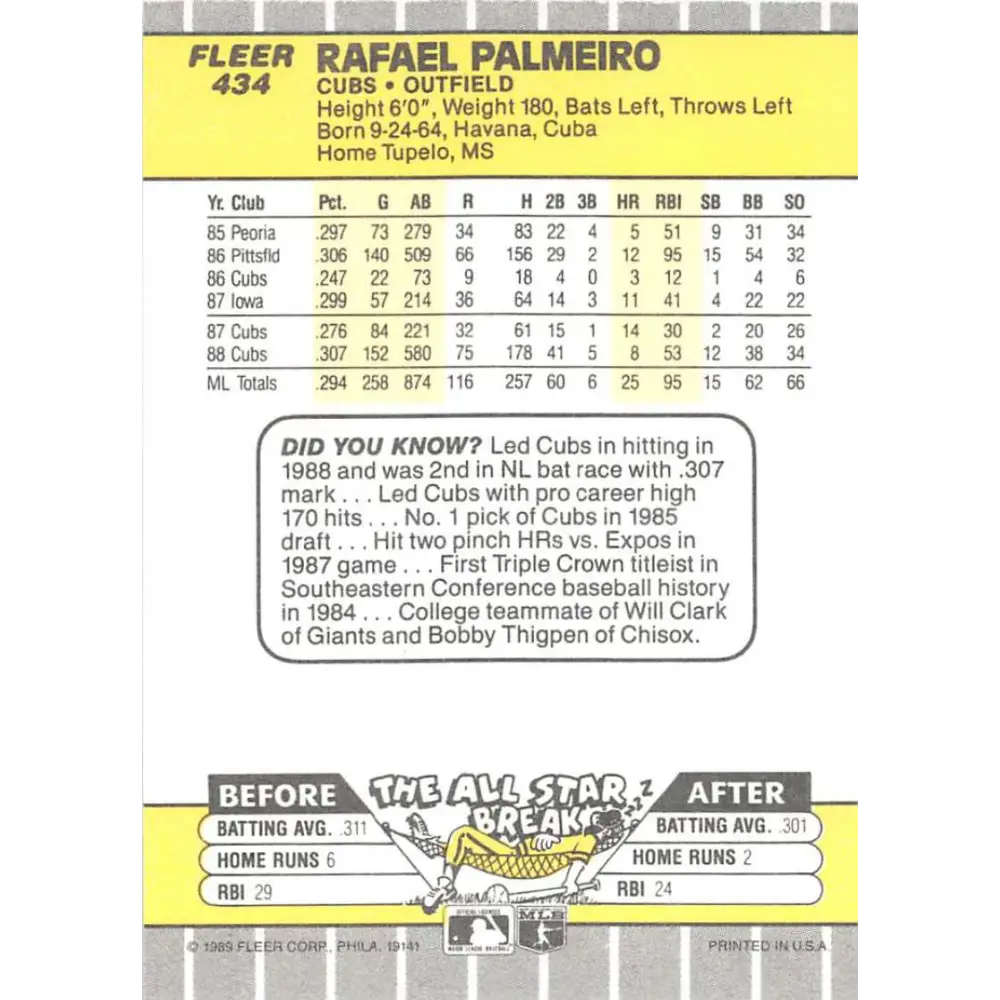 FLEER
434
RAFAEL PALMEIRO
CUBS • OUTFIELD
Height 6'0", Weight 180, Bats Left, Throws Left
Born 9-24-64, Havana, Cuba
Home Tupelo, MS
Yr. Club Pct. G AB R H 2B 3B HR RBI SB BB SO
85 Peoria .297 73 279 34 83 22 4 5 51 9 31 34
86 Pittsfld .306 140 509 66 156 29 2 12 95 15 54 32
86 Cubs .247 22 73 9 18 4 0 3 12 1 4 6
87 Iowa .299 57 214 36 64 14 3 11 41 4 22 22
87 Cubs .276 84 221 32 61 15 1 14 30 2 20 26
88 Cubs .307 152 580 75 178 41 5 8 53 12 38 34
ML Totals .294 258 874 116 257 60 6 25 95 15 62 66
DID YOU KNOW? Led Cubs in hitting in
1988 and was 2nd in NL bat race with .307
mark . . . Led Cubs with pro career high
170 hits . . . No. 1 pick of Cubs in 1985
draft . . . Hit two pinch HRs vs. Expos in
1987 game . . . First Triple Crown titleist in
Southeastern Conference baseball history
in 1984 . . . College teammate of Will Clark
of Giants and Bobby Thigpen of Chisox.
BEFORE
BATTING AVG. .311
HOME RUNS 6
RBI 29
THE ALL STAR
BREAK
zzZ
AFTER
BATTING AVG. .301
HOME RUNS 2
RBI 24
© 1989 FLEER CORP., PHILA. 19141
OFFICIAL LICENSEE
MAJOR LEAGUE BASEBALL
MLB
PRINTED IN U.S.A.